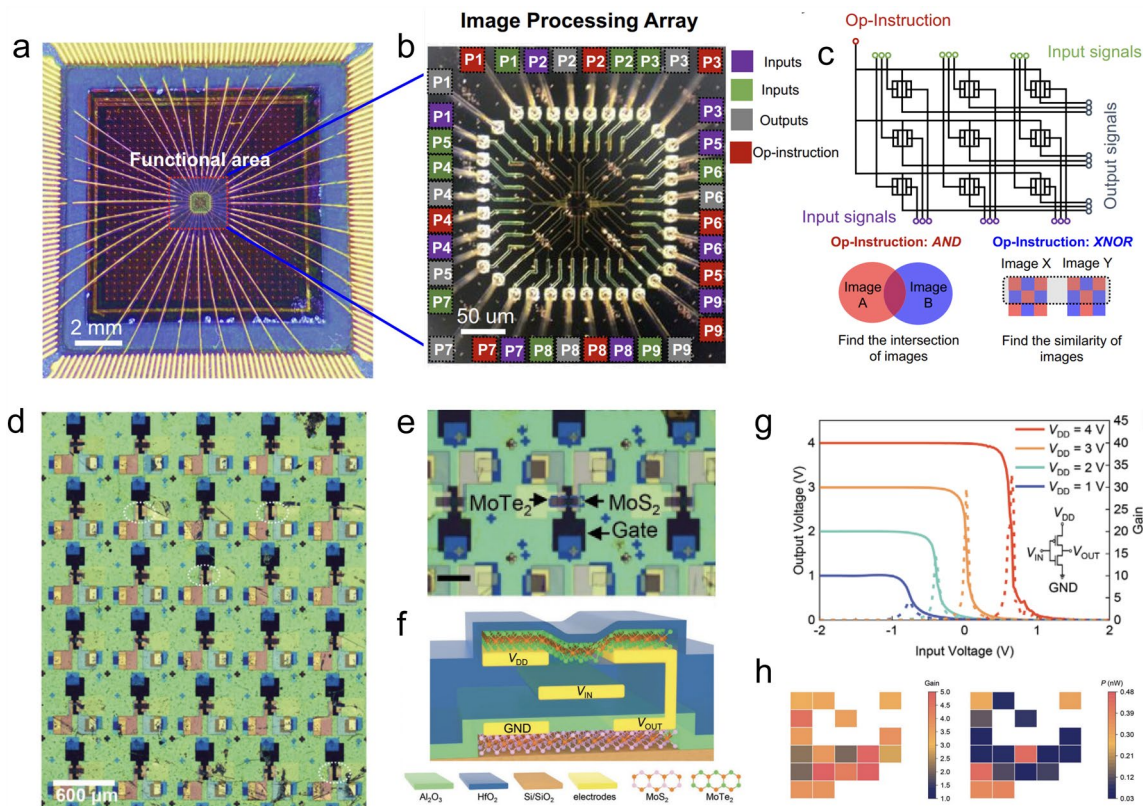 a
Functional area
2 mm
b
Image Processing Array
P1 P1 P2 P2 P2 P2 P3 P3 P3
P1
P1
P5
P4
P4
P4
P4
P5
P7
P7
P3
P5
P6
P6
P6
P6
P5
P9
P9
P7 P7 P8 P8 P8 P8 P9 P9
50 um
Inputs
Inputs
Outputs
Op-instruction
c
Op-Instruction
Input signals
Output signals
Input signals
Op-Instruction: AND
Image
A
Image
B
Find the intersection
of images
Op-Instruction: XNOR
Image X
Image Y
Find the similarity of
images
d
600 μm
e
MoTe2
MoS2
Gate
f
VDD
VIN
GND
VOUT
Al2O3
HfO2
Si/SiO2
electrodes
MoS2
MoTe2
g
Output Voltage (V)
5
4
3
2
1
0
-2 -1 0 1 2
Input Voltage (V)
45
40
35
30
25
20
15
10
5
0
Gain
VDD = 4 V
VDD = 3 V
VDD = 2 V
VDD = 1 V
VDD
VIN
VOUT
GND
h
Gain
5.0
4.5
4.0
3.5
3.0
2.5
2.0
1.5
1.0
P (nW)
0.48
0.39
0.30
0.21
0.12
0.03